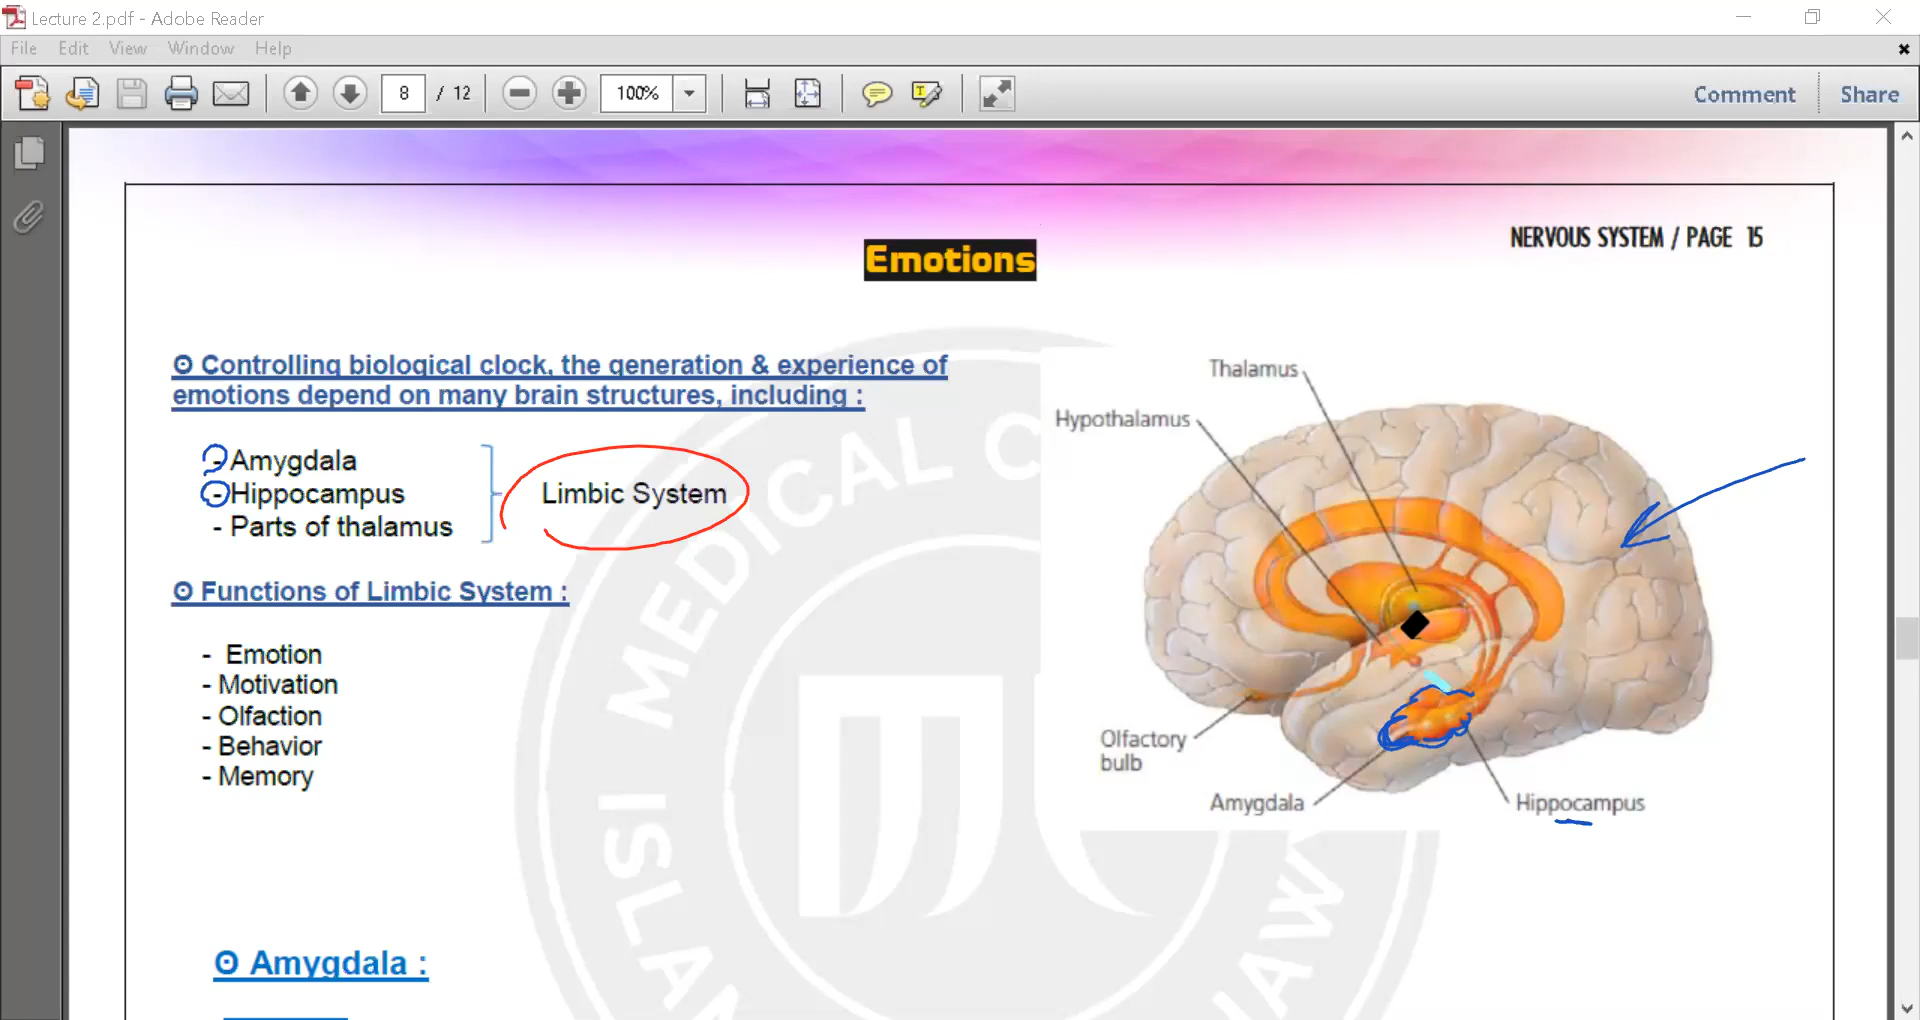 Lecture 2.pdf - Adobe Reader
File Edit View Window Help
8 / 12 100% Comment Share
NERVOUS SYSTEM / PAGE 15
Emotions
⊙ Controlling biological clock, the generation & experience of
emotions depend on many brain structures, including :
- Amygdala
- Hippocampus
- Parts of thalamus
Limbic System
⊙ Functions of Limbic System :
- Emotion
- Motivation
- Olfaction
- Behavior
- Memory
Thalamus
Hypothalamus
Olfactory
bulb
Amygdala
Hippocampus
⊙ Amygdala :
MEDICAL